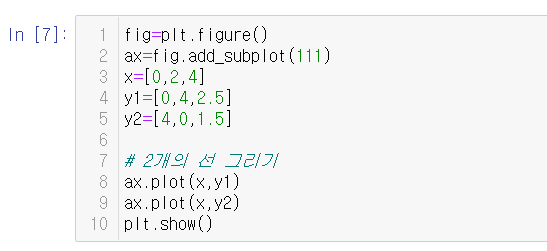 In [7]:
1 fig=plt.figure()
2 ax=fig.add_subplot(111)
3 x=[0,2,4]
4 y1=[0,4,2.5]
5 y2=[4,0,1.5]
6
7 # 2개의 선 그리기
8 ax.plot(x,y1)
9 ax.plot(x,y2)
10 plt.show()